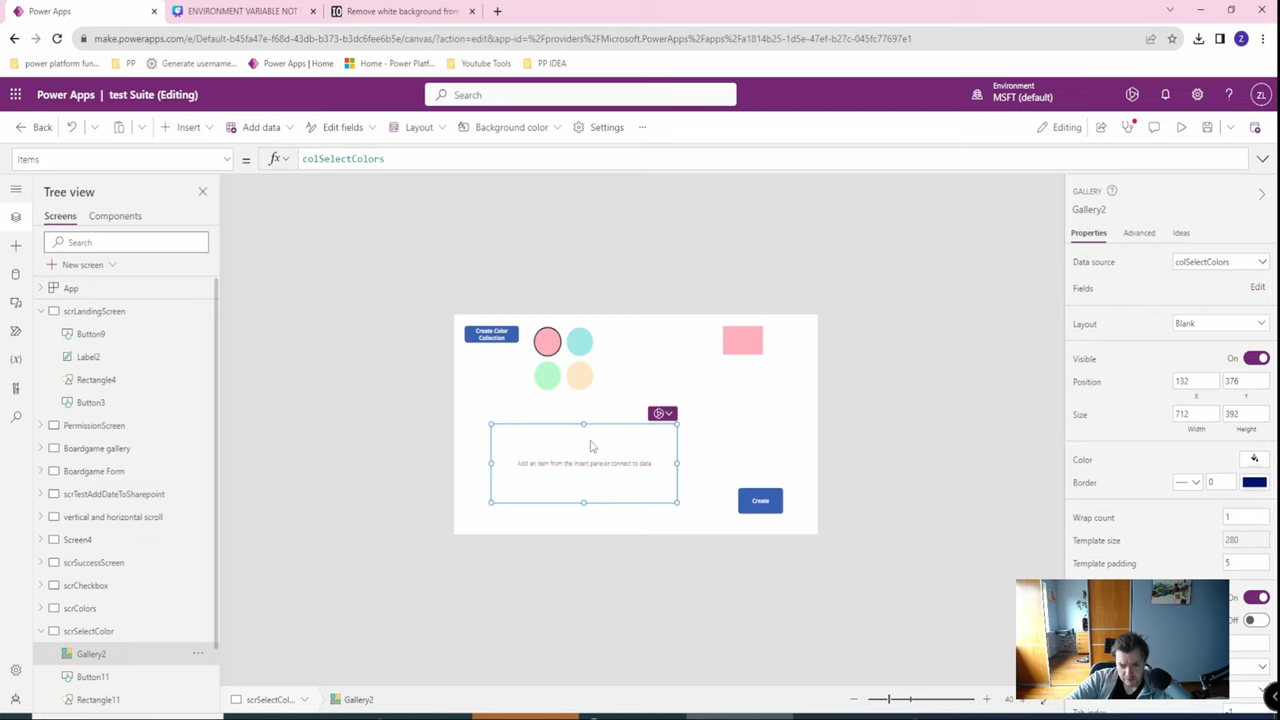 Power Apps
ENVIRONMENT VARIABLE NOT
Remove white background from
make.powerapps.com/e/Default-b45fa47e-f68d-43db-b373-b3dc6fee6b5e/canvas/?action=edit&app-id=%2Fproviders%2FMicrosoft.PowerApps%2Fapps%2Fa1814b25-1d5e-47ef-b27c-045fc77697e1
Z
power platform fun...
PP
Generate username...
Power Apps | Home
Home - Power Platf...
Youtube Tools
PP IDEA
Power Apps | test Suite (Editing)
Search
Environment
MSFT (default)
ZL
Back
Insert
Add data
Edit fields
Layout
Background color
Settings
...
Editing
Items
=
fx
colSelectColors
Tree view
Screens
Components
Search
New screen
App
scrLandingScreen
Button9
Label2
Rectangle4
Button3
PermissionScreen
Boardgame gallery
Boardgame Form
scrTestAddDateToSharepoint
vertical and horizontal scroll
Screen4
scrSuccessScreen
scrCheckbox
scrColors
scrSelectColor
Gallery2
...
Button11
Rectangle11
Create Color
Collection
Add an item from the Insert pane or connect to data
Create
GALLERY
Gallery2
Properties
Advanced
Ideas
Data source
colSelectColors
Fields
Edit
Layout
Blank
Visible
On
Position
132
376
X
Y
Size
712
392
Width
Height
Color
Border
0
Wrap count
1
Template size
280
Template padding
5
On
Off
scrSelectCol...
Gallery2
40